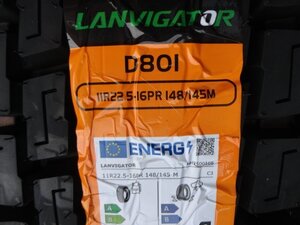 LANVIGATOR
D801
11R22.5-16PR 148/145M
ENERG
LANVIGATOR
11R22.5-16PR 148/145 M
C3
A
B
A
B